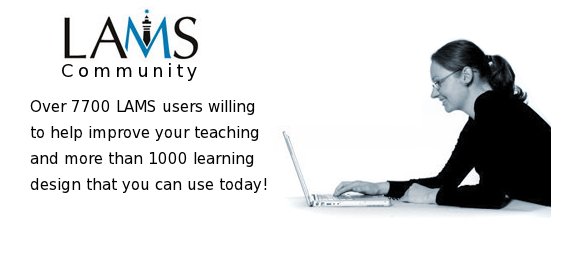 LAMS
Community
Over 7700 LAMS users willing
to help improve your teaching
and more than 1000 learning
design that you can use today!